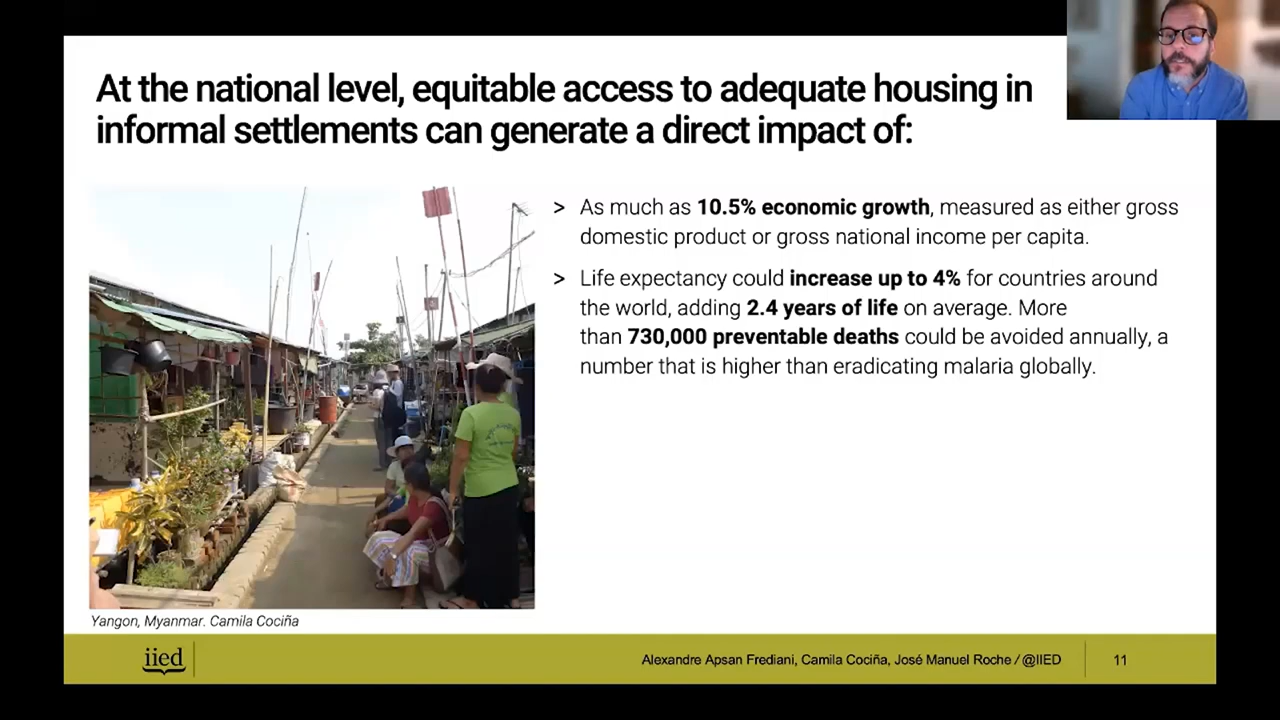 At the national level, equitable access to adequate housing in
informal settlements can generate a direct impact of:
> As much as 10.5% economic growth, measured as either gross
domestic product or gross national income per capita.
> Life expectancy could increase up to 4% for countries around
the world, adding 2.4 years of life on average. More
than 730,000 preventable deaths could be avoided annually, a
number that is higher than eradicating malaria globally.
Yangon, Myanmar. Camila Cociña
iied
Alexandre Apsan Frediani, Camila Cociña, José Manuel Roche / @IIED
11